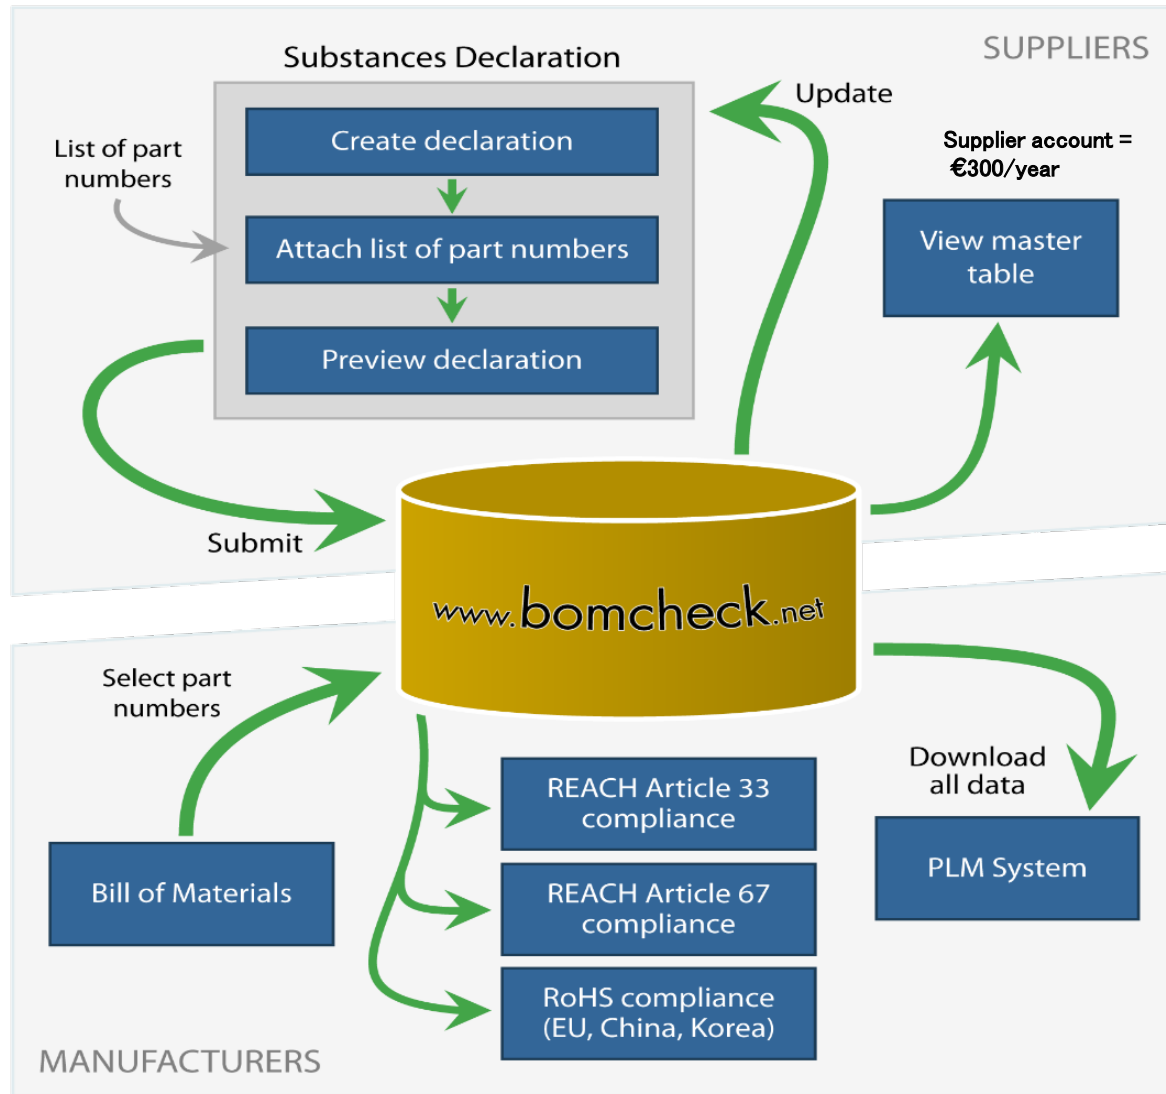 SUPPLIERS
Substances Declaration
Update
Create declaration
Supplier account =
€300/year
List of part
numbers
Attach list of part numbers
View master
table
Preview declaration
Submit
www.bomcheck.net
Select part
numbers
Download
all data
REACH Article 33
compliance
Bill of Materials
PLM System
REACH Article 67
compliance
RoHS compliance
(EU, China, Korea)
MANUFACTURERS